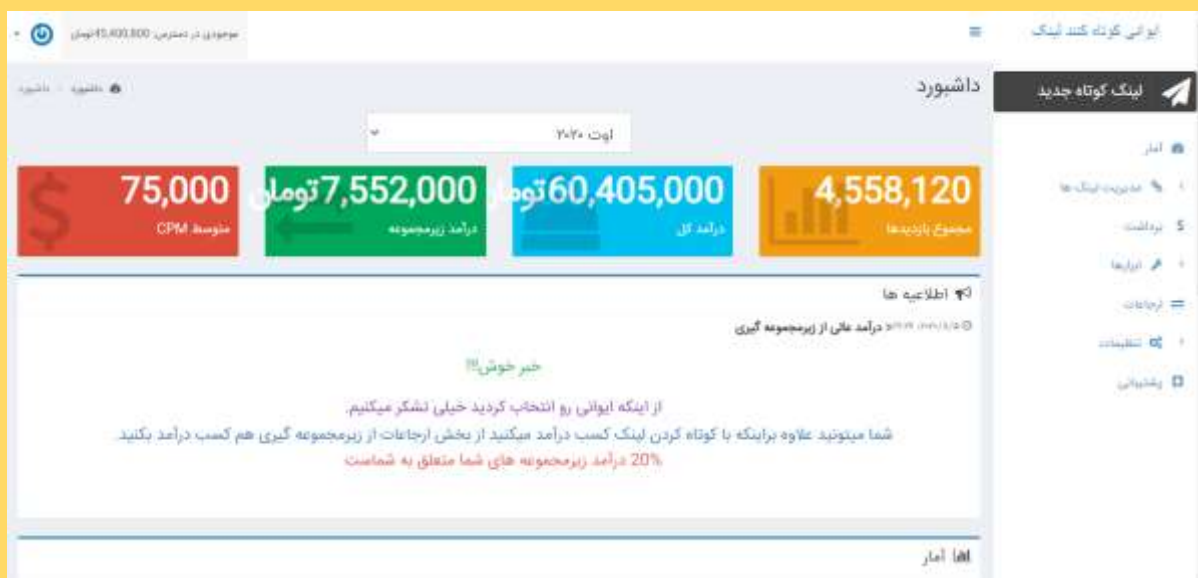 ایوانی کوتاه کننده لینک
موجودی در دسترس: تومان
لینک کوتاه جدید
آمار
مدیریت لینک ها
برداشت
ابزارها
ارجاعات
تنظیمات
پشتیبانی
داشبورد
داشبورد / داشبورد
اوت ۲۰۲۰
4,558,120
مجموع بازدیدها
60,405,000 تومان
درآمد کل
7,552,000 تومان
درآمد زیرمجموعه
75,000
متوسط CPM
اطلاعیه ها
درآمد عالی از زیرمجموعه گیری
خبر خوش!!!
از اینکه ایوانی رو انتخاب کردید خیلی تشکر میکنیم.
شما میتونید علاوه براینکه با کوتاه کردن لینک کسب درآمد میکنید از بخش ارجاعات از زیرمجموعه گیری هم کسب درآمد بکنید.
20% درآمد زیرمجموعه های شما متعلق به شماست
آمار